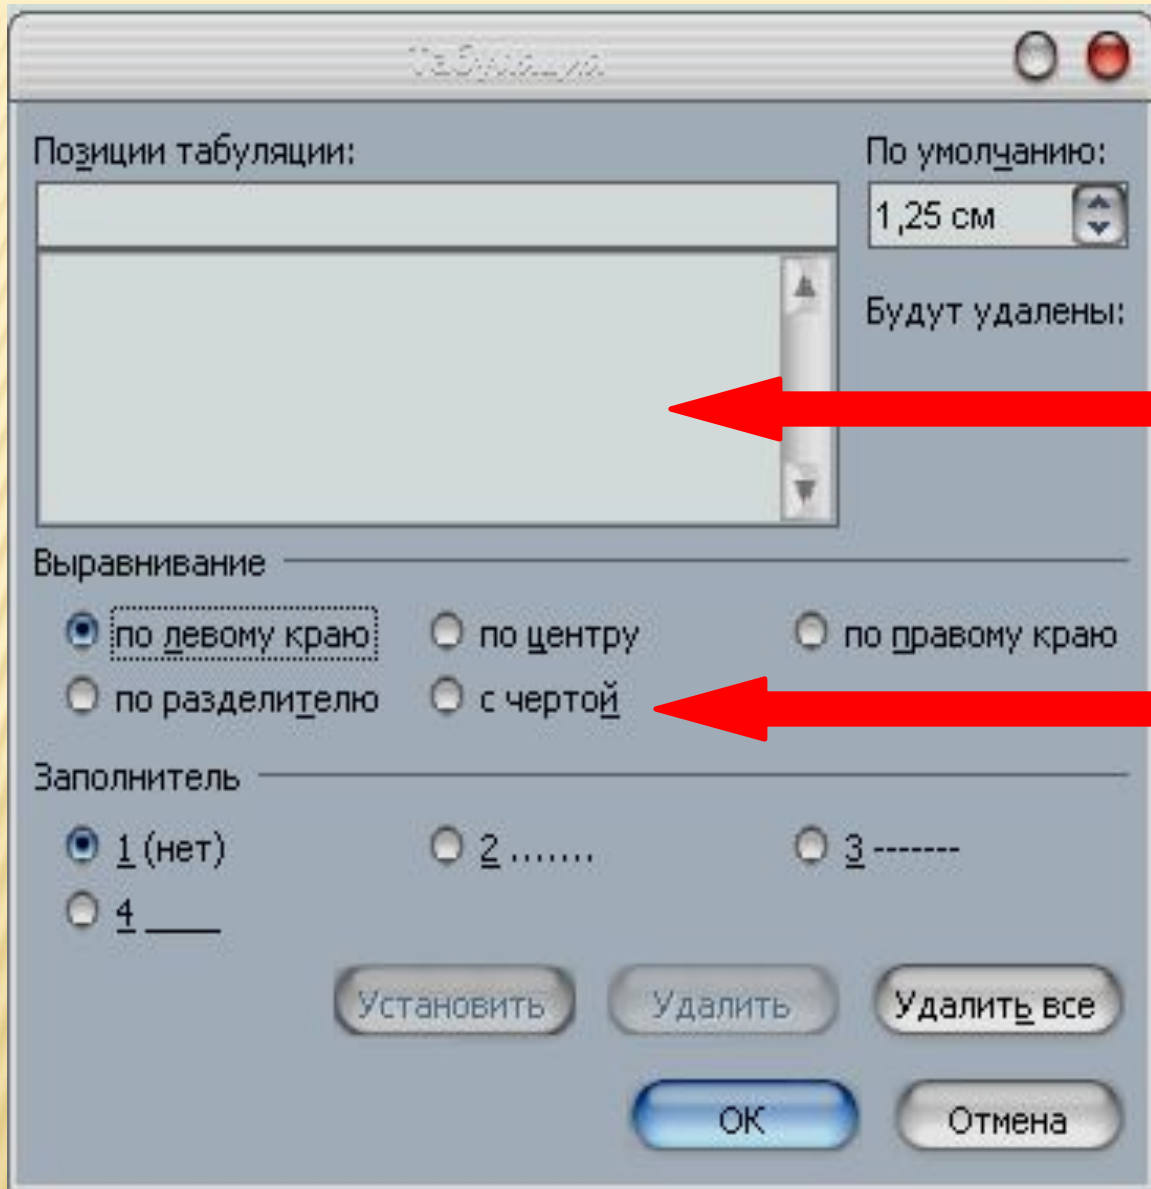 Табуляция
Позиции табуляции:
По умолчанию:
1,25 см
Будут удалены:
Выравнивание
по левому краю
по центру
по правому краю
по разделителю
с чертой
Заполнитель
1 (нет)
2 .......
3 -------
4 ____
Установить
Удалить
Удалить все
ОК
Отмена